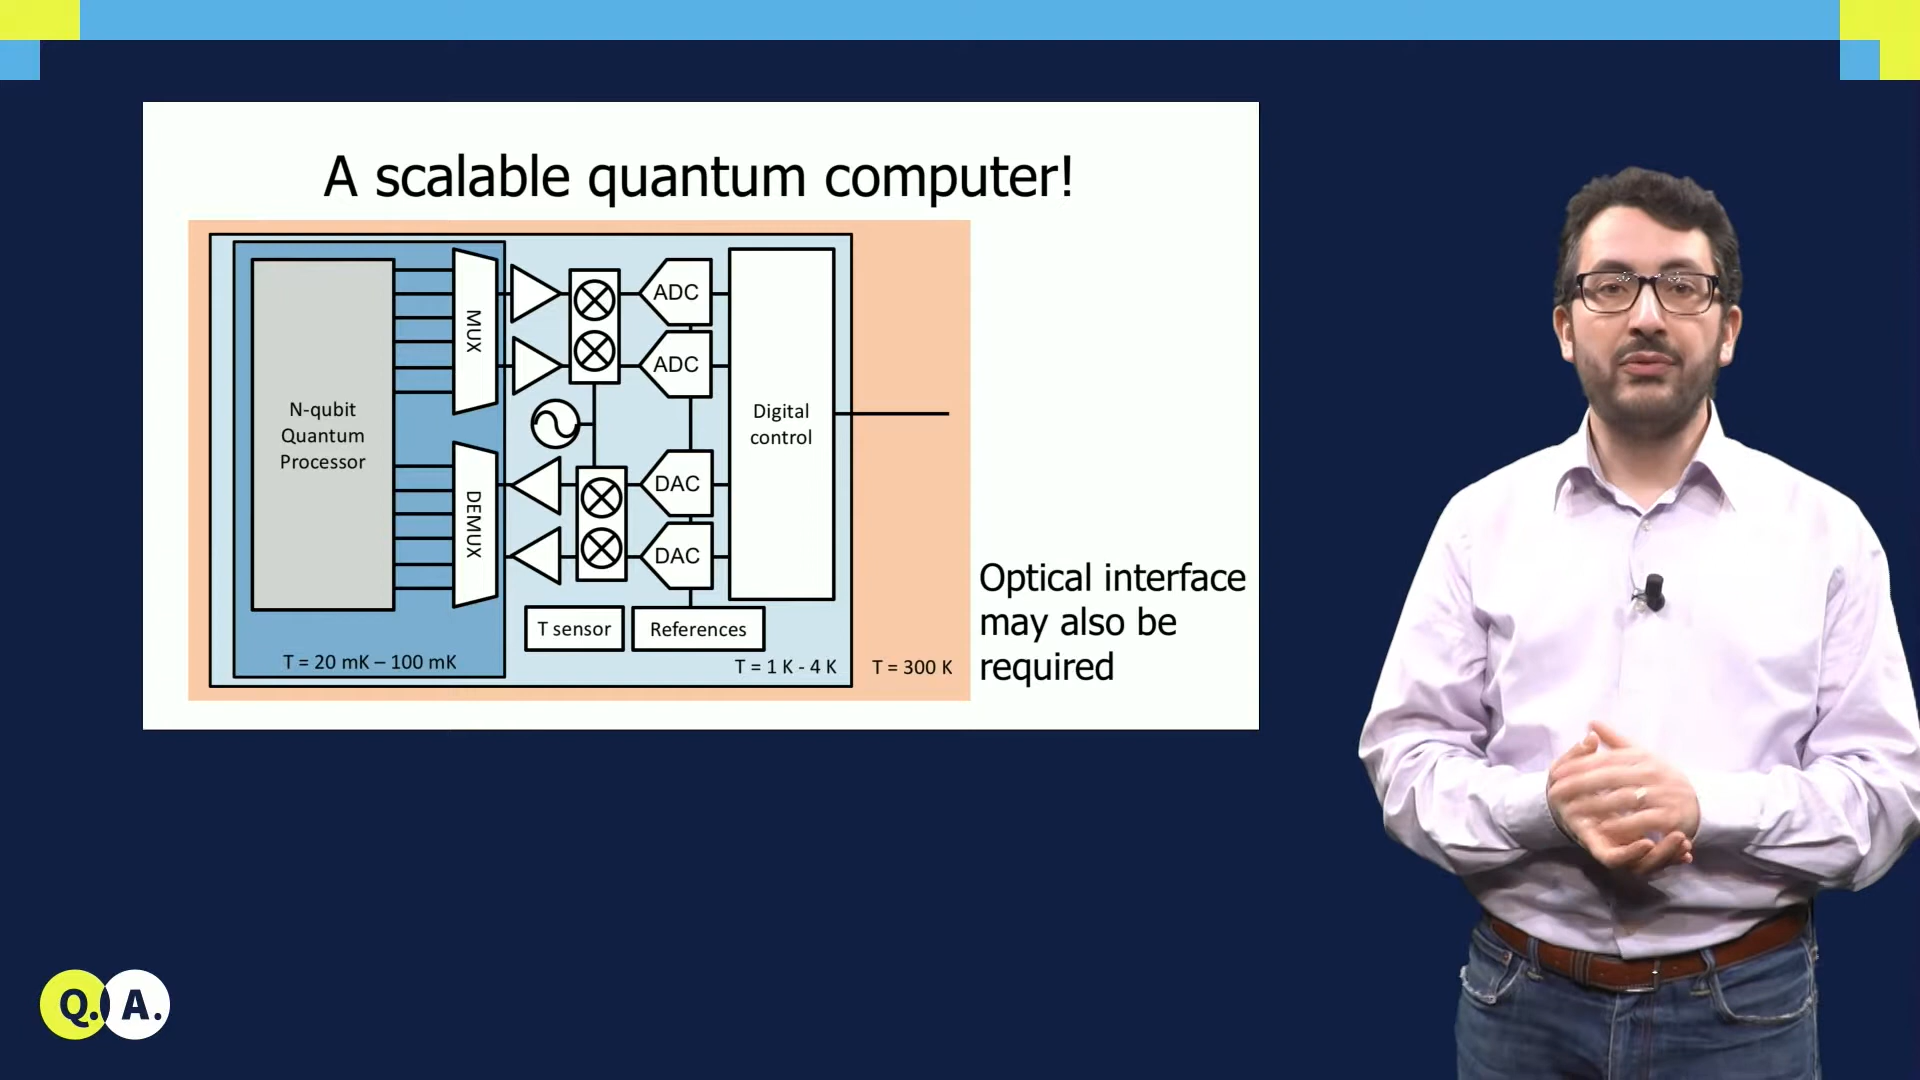 A scalable quantum computer!
N-qubit
Quantum
Processor
MUX
DEMUX
ADC
ADC
DAC
DAC
Digital
control
T sensor
References
T = 20 mK – 100 mK
T = 1 K - 4 K
T = 300 K
Optical interface
may also be
required
Q. A.